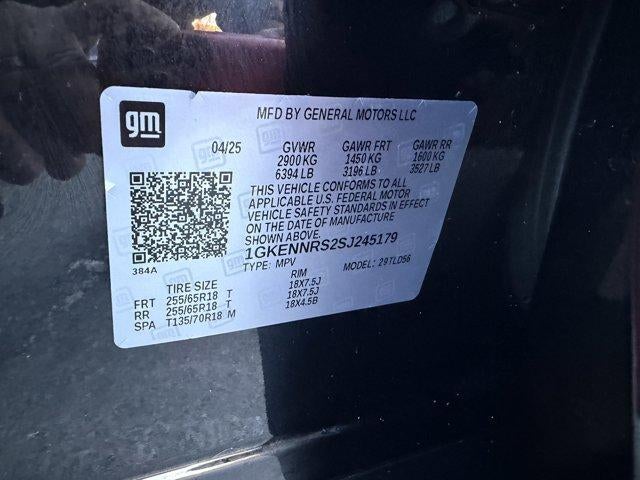 gm
MFD BY GENERAL MOTORS LLC
04/25 GVWR GAWR FRT GAWR RR
2900 KG 1450 KG 1600 KG
6394 LB 3196 LB 3527 LB
THIS VEHICLE CONFORMS TO ALL
APPLICABLE U.S. FEDERAL MOTOR
VEHICLE SAFETY STANDARDS IN EFFECT
ON THE DATE OF MANUFACTURE
SHOWN ABOVE.
1GKENNRS2SJ245179
TYPE: MPV MODEL: 29TLD56
384A
TIRE SIZE RIM
FRT 255/65R18 T 18X7.5J
RR 255/65R18 T 18X7.5J
SPA T135/70R18 M 18X4.5B